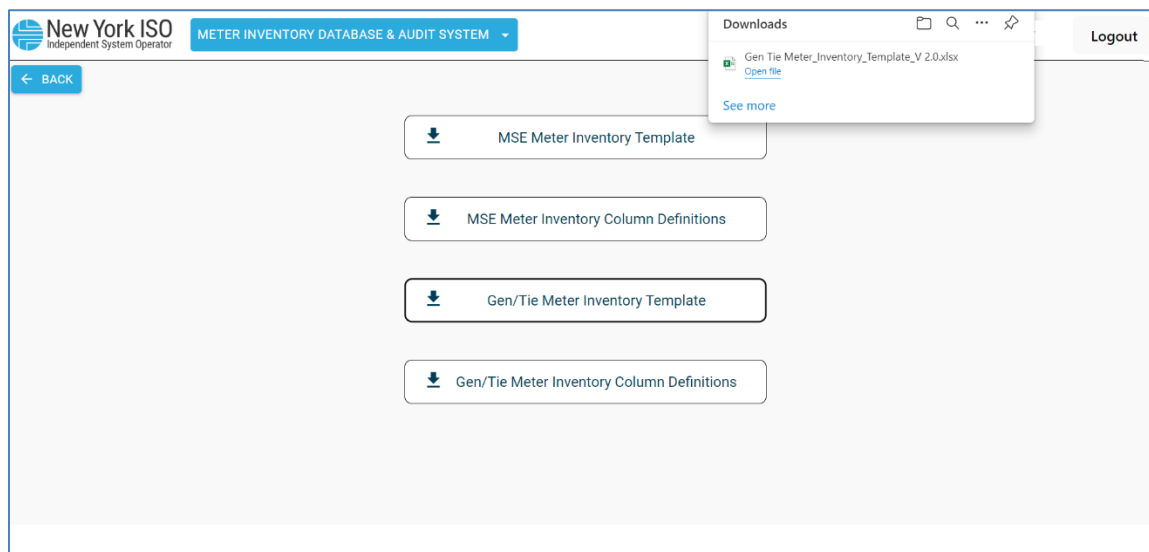 New York ISO
Independent System Operator
METER INVENTORY DATABASE & AUDIT SYSTEM
Downloads
Gen Tie Meter_Inventory_Template_V 2.0.xlsx
Open file
See more
Logout
← BACK
MSE Meter Inventory Template
MSE Meter Inventory Column Definitions
Gen/Tie Meter Inventory Template
Gen/Tie Meter Inventory Column Definitions